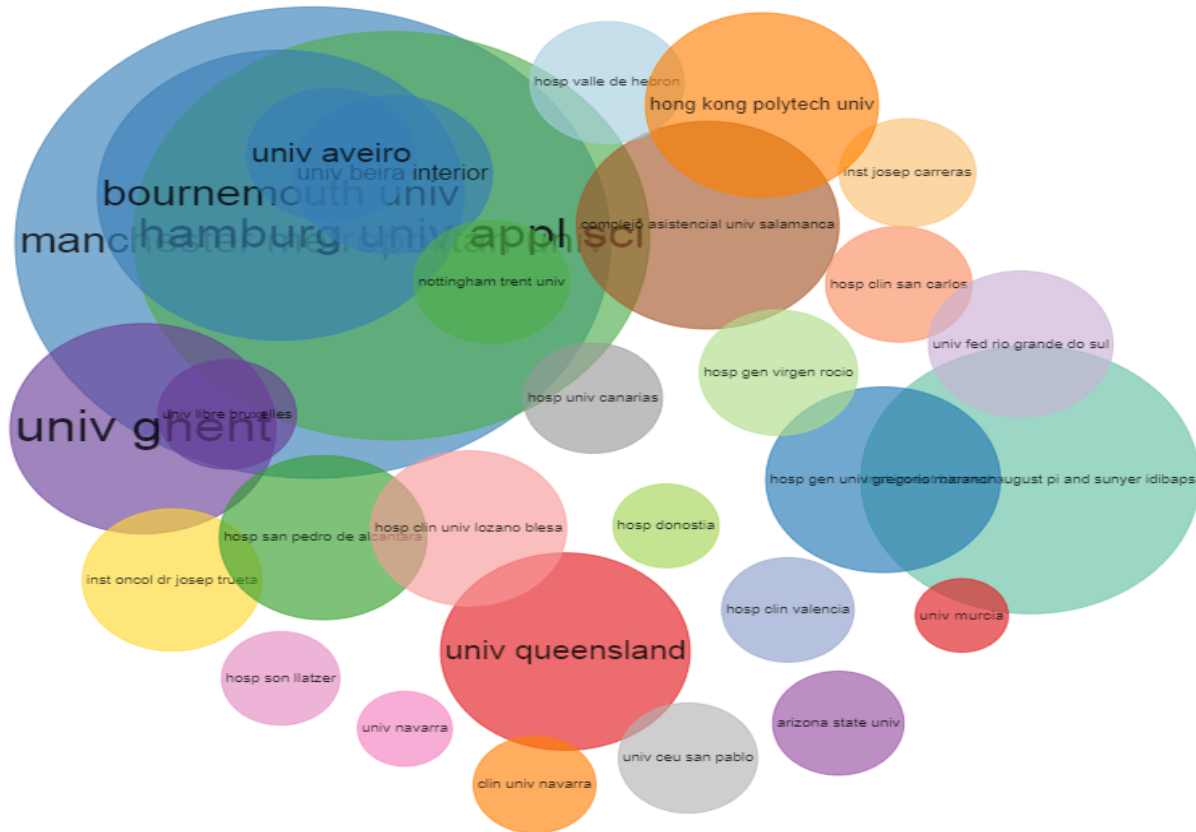 hosp valle de hebron
hong kong polytech univ
univ aveiro
univ beira interior
inst josep carreras
bournemouth univ
complejo asistencial univ salamanca
hamburg univ appl sci
manchester metropolitan univ
nottingham trent univ
hosp clin san carlos
univ fed rio grande do sul
hosp gen virgen rocio
hosp univ canarias
univ libre bruxelles
univ ghent
hosp gen univ gregorio maranon
august pi and sunyer idibaps
hosp clin univ lozano blesa
hosp san pedro de alcantara
hosp donostia
inst oncol dr josep trueta
hosp clin valencia
univ murcia
univ queensland
hosp son llatzer
univ navarra
arizona state univ
univ ceu san pablo
clin univ navarra